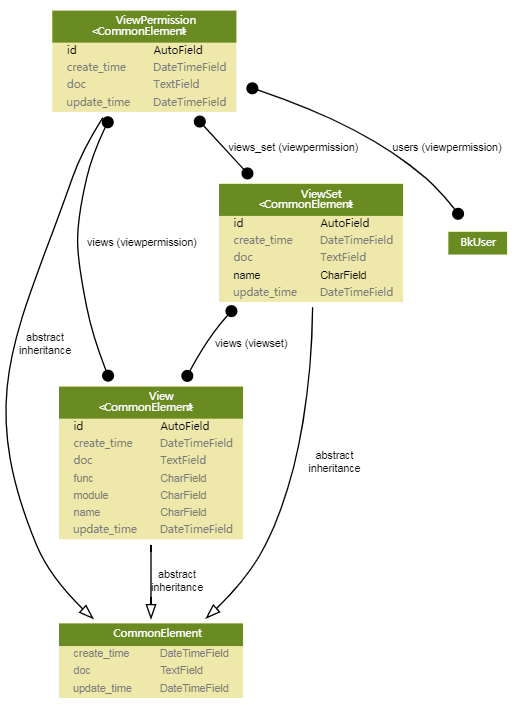 ViewPermission
<CommonElement>
id AutoField
create_time DateTimeField
doc TextField
update_time DateTimeField
views_set (viewpermission)
users (viewpermission)
ViewSet
<CommonElement>
id AutoField
create_time DateTimeField
doc TextField
name CharField
update_time DateTimeField
BkUser
views (viewpermission)
abstract
inheritance
views (viewset)
View
<CommonElement>
id AutoField
create_time DateTimeField
doc TextField
func CharField
module CharField
name CharField
update_time DateTimeField
abstract
inheritance
abstract
inheritance
CommonElement
create_time DateTimeField
doc TextField
update_time DateTimeField